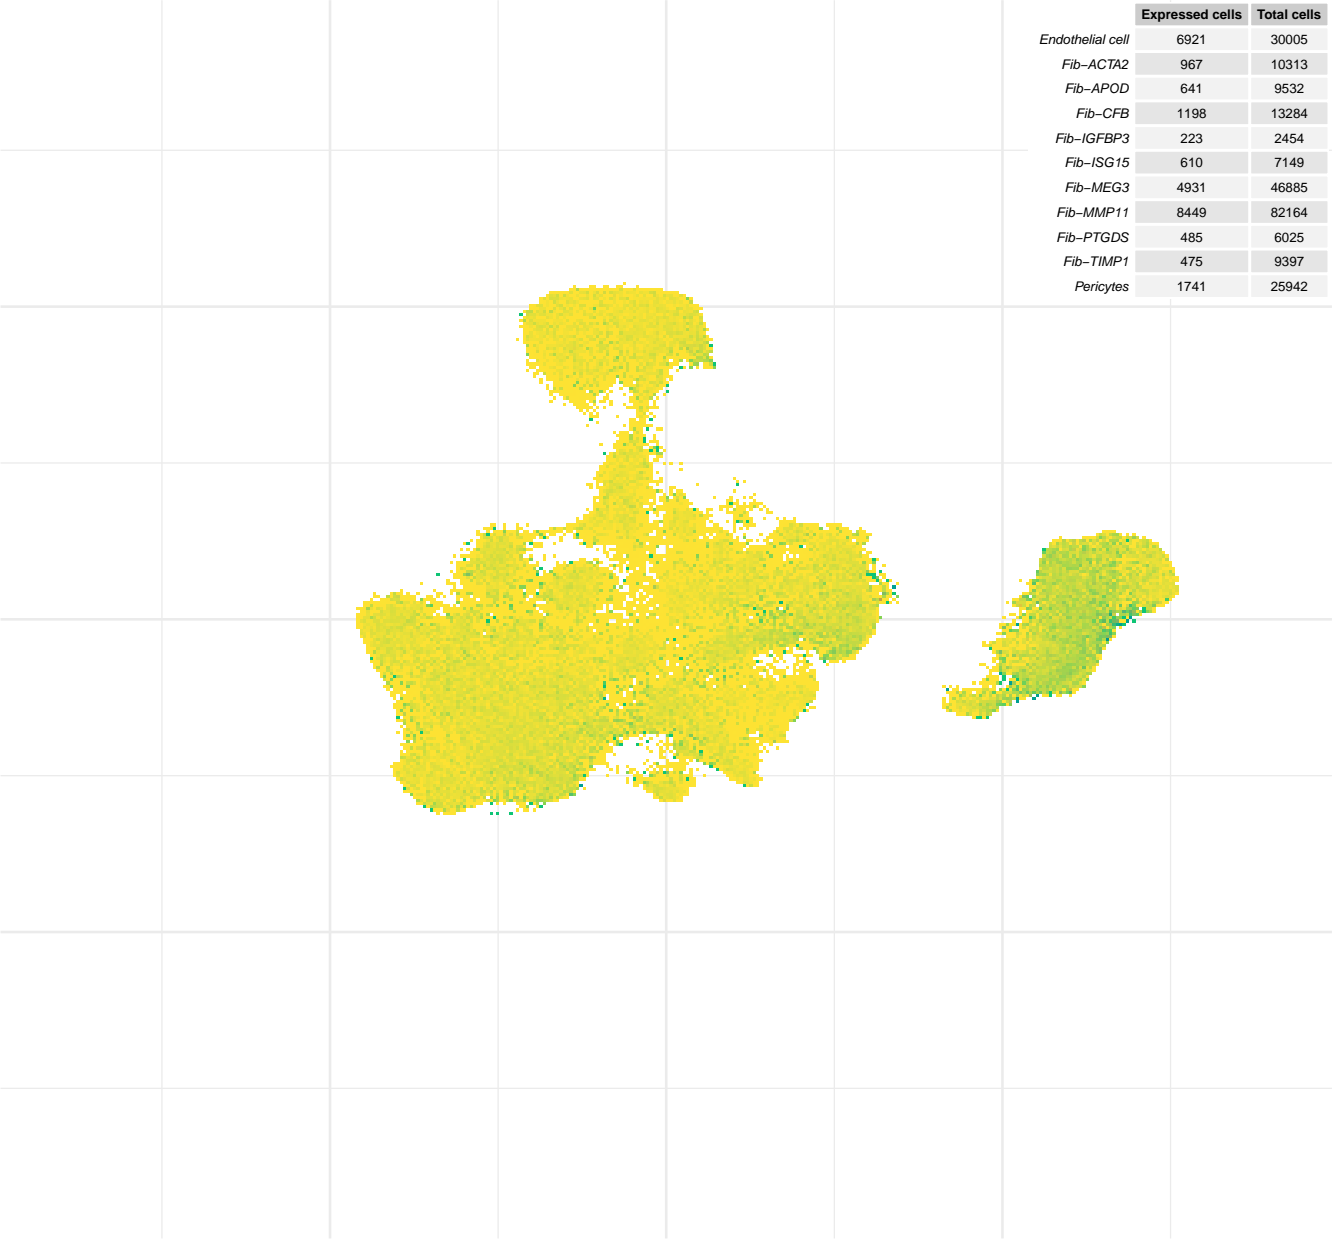 Expressed cells Total cells
Endothelial cell 6921 30005
Fib−ACTA2 967 10313
Fib−APOD 641 9532
Fib−CFB 1198 13284
Fib−IGFBP3 223 2454
Fib−ISG15 610 7149
Fib−MEG3 4931 46885
Fib−MMP11 8449 82164
Fib−PTGDS 485 6025
Fib−TIMP1 475 9397
Pericytes 1741 25942